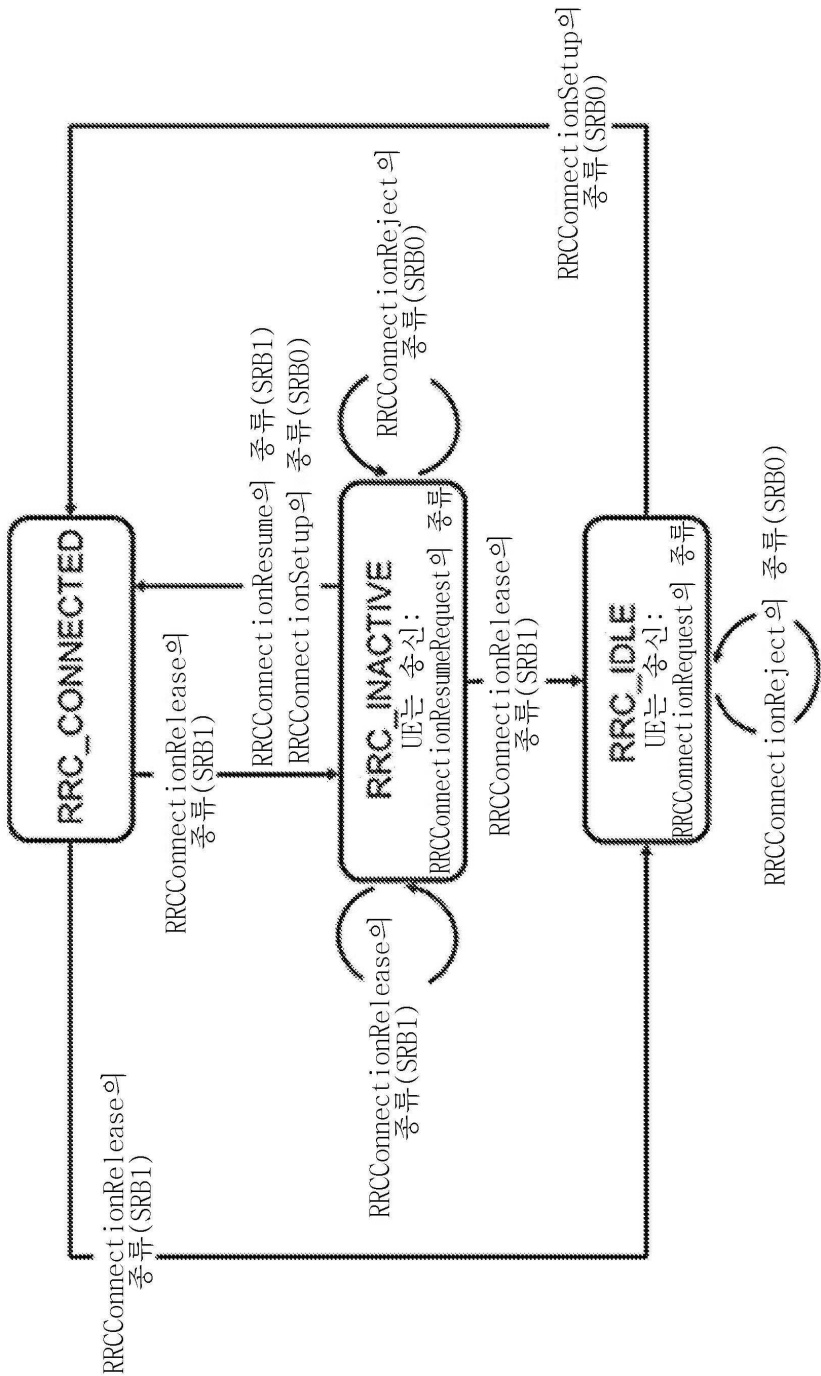 RRC_CONNECTED
RRCConnectionRelease의
종류(SRB1)
RRCConnectionRelease의
종류(SRB1)
RRCConnectionResume의 종류(SRB1)
RRCConnectionSetup의 종류(SRB0)
RRCConnectionRelease의
종류(SRB1)
RRC_INACTIVE
UE는 송신:
RRCConnectionResumeRequest의 종류
RRCConnectionReject의
종류(SRB0)
RRCConnectionRelease의
종류(SRB1)
RRCConnectionSetup의
종류(SRB0)
RRC_IDLE
UE는 송신:
RRCConnectionRequest의 종류
RRCConnectionReject의 종류(SRB0)